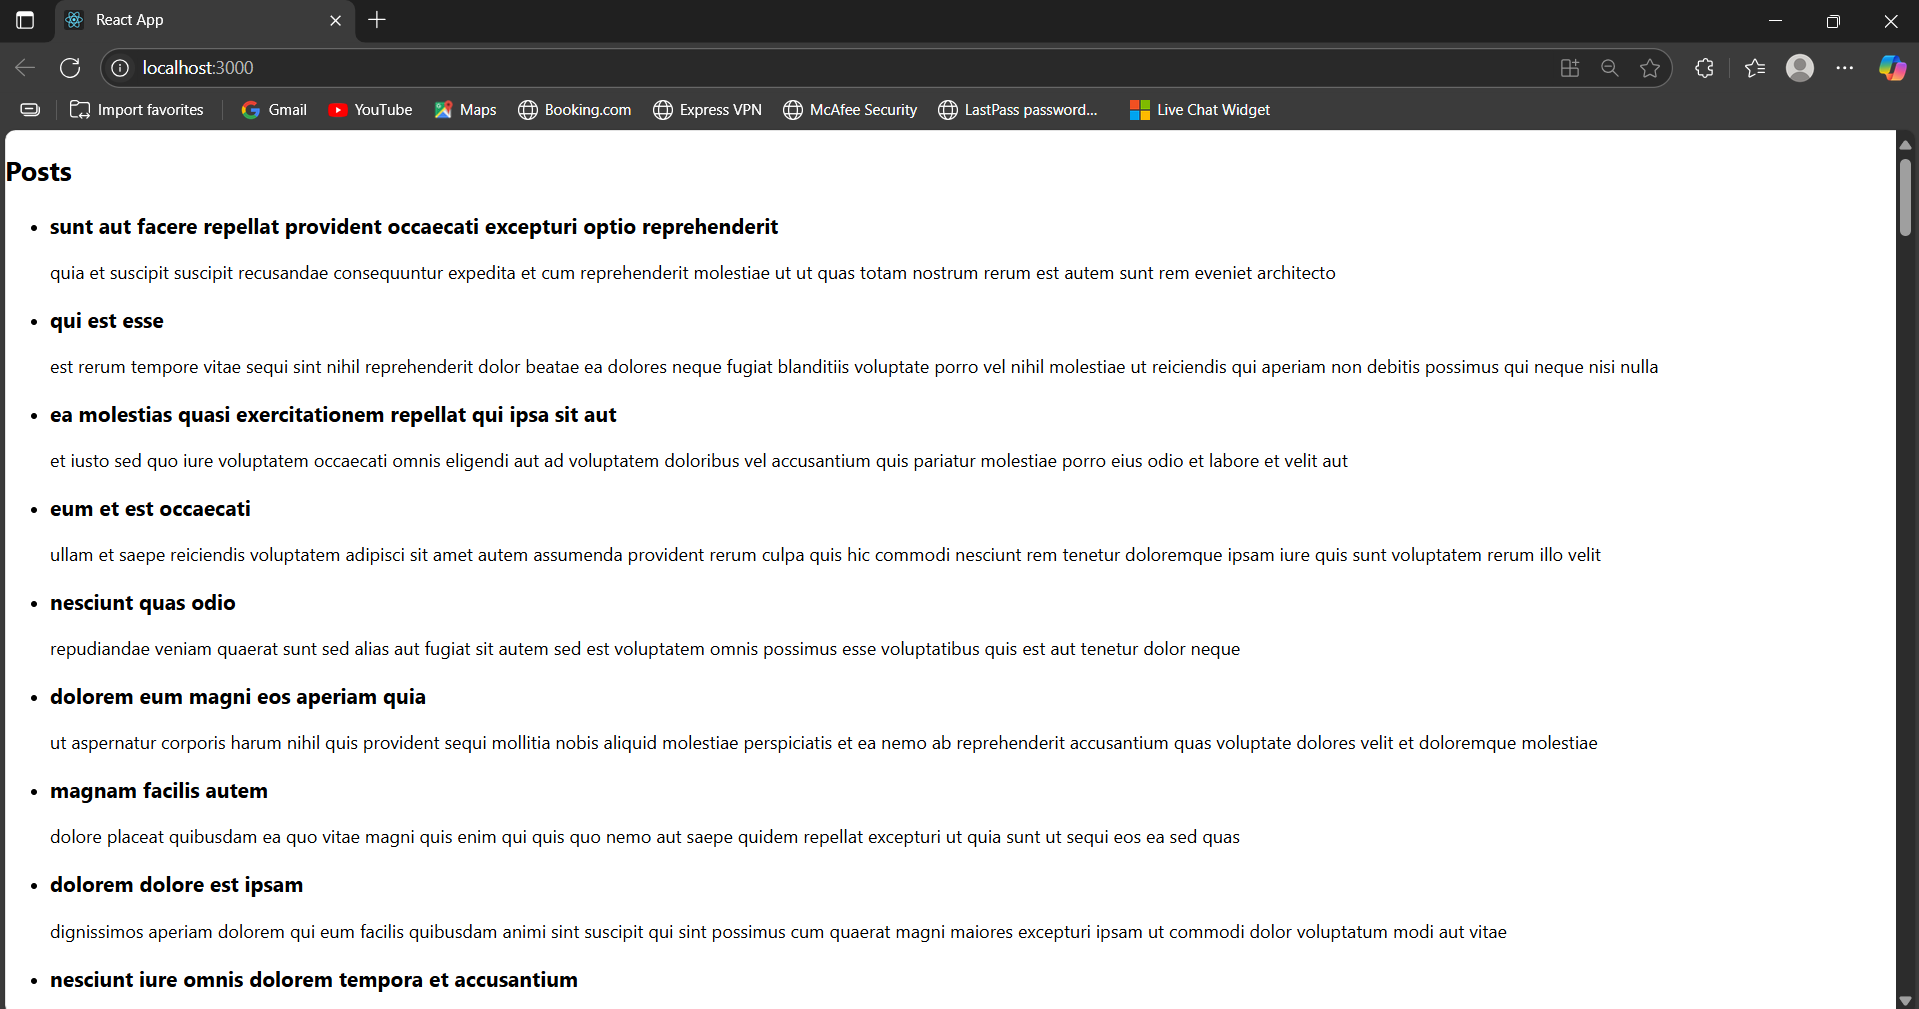 React App
localhost:3000
Import favorites Gmail YouTube Maps Booking.com Express VPN McAfee Security LastPass password... Live Chat Widget
Posts
sunt aut facere repellat provident occaecati excepturi optio reprehenderit
quia et suscipit suscipit recusandae consequuntur expedita et cum reprehenderit molestiae ut ut quas totam nostrum rerum est autem sunt rem eveniet architecto
qui est esse
est rerum tempore vitae sequi sint nihil reprehenderit dolor beatae ea dolores neque fugiat blanditiis voluptate porro vel nihil molestiae ut reiciendis qui aperiam non debitis possimus qui neque nisi nulla
ea molestias quasi exercitationem repellat qui ipsa sit aut
et iusto sed quo iure voluptatem occaecati omnis eligendi aut ad voluptatem doloribus vel accusantium quis pariatur molestiae porro eius odio et labore et velit aut
eum et est occaecati
ullam et saepe reiciendis voluptatem adipisci sit amet autem assumenda provident rerum culpa quis hic commodi nesciunt rem tenetur doloremque ipsam iure quis sunt voluptatem rerum illo velit
nesciunt quas odio
repudiandae veniam quaerat sunt sed alias aut fugiat sit autem sed est voluptatem omnis possimus esse voluptatibus quis est aut tenetur dolor neque
dolorem eum magni eos aperiam quia
ut aspernatur corporis harum nihil quis provident sequi mollitia nobis aliquid molestiae perspiciatis et ea nemo ab reprehenderit accusantium quas voluptate dolores velit et doloremque molestiae
magnam facilis autem
dolore placeat quibusdam ea quo vitae magni quis enim qui quis quo nemo aut saepe quidem repellat excepturi ut quia sunt ut sequi eos ea sed quas
dolorem dolore est ipsam
dignissimos aperiam dolorem qui eum facilis quibusdam animi sint suscipit qui sint possimus cum quaerat magni maiores excepturi ipsam ut commodi dolor voluptatum modi aut vitae
nesciunt iure omnis dolorem tempora et accusantium